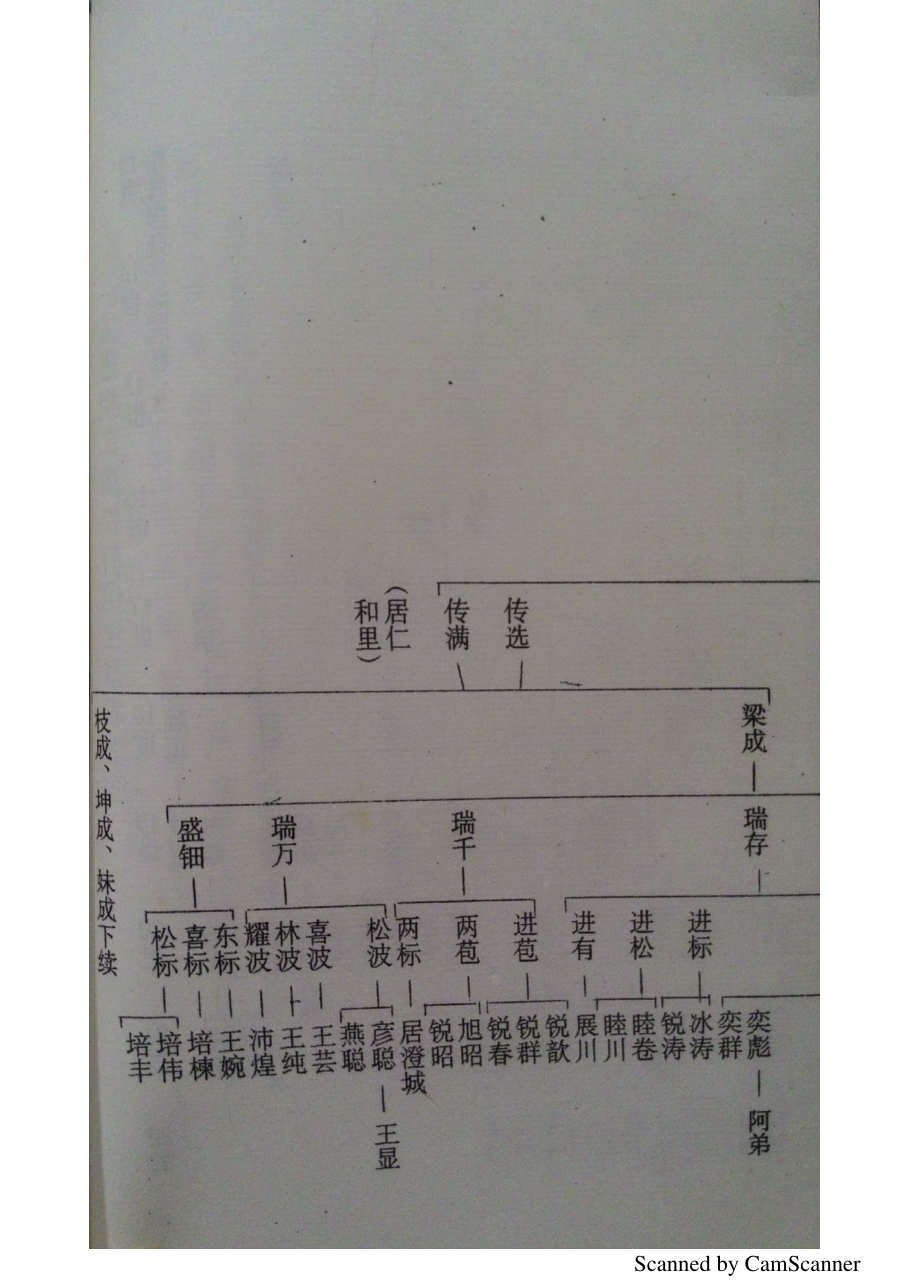 传选
传满
(居仁
和里)
梁成
瑞存
瑞千
瑞万
盛钿
进标
进松
进有
进苞
两苞
两标
松波
喜波
林波
耀波
东标
喜标
松标
奕彪
奕群
冰涛
锐涛
睦卷
睦川
展川
锐歆
锐群
锐春
旭昭
锐昭
居澄城
彦聪
燕聪
王芸
王纯
沛煌
王婉
培楝
培伟
培丰
阿弟
王显
枝成、坤成、妹成下续
Scanned by CamScanner